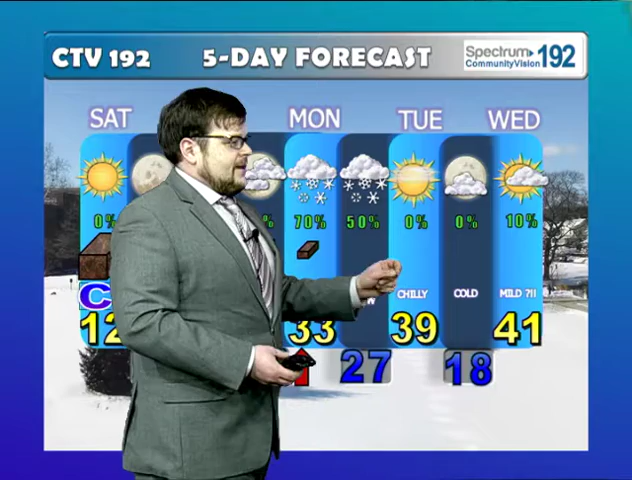 CTV 192
5-DAY FORECAST
Spectrum
CommunityVision 192
SAT
MON
TUE
WED
0%
70%
50%
0%
0%
10%
CHILLY
COLD
MILD ?!!
33
39
41
27
18